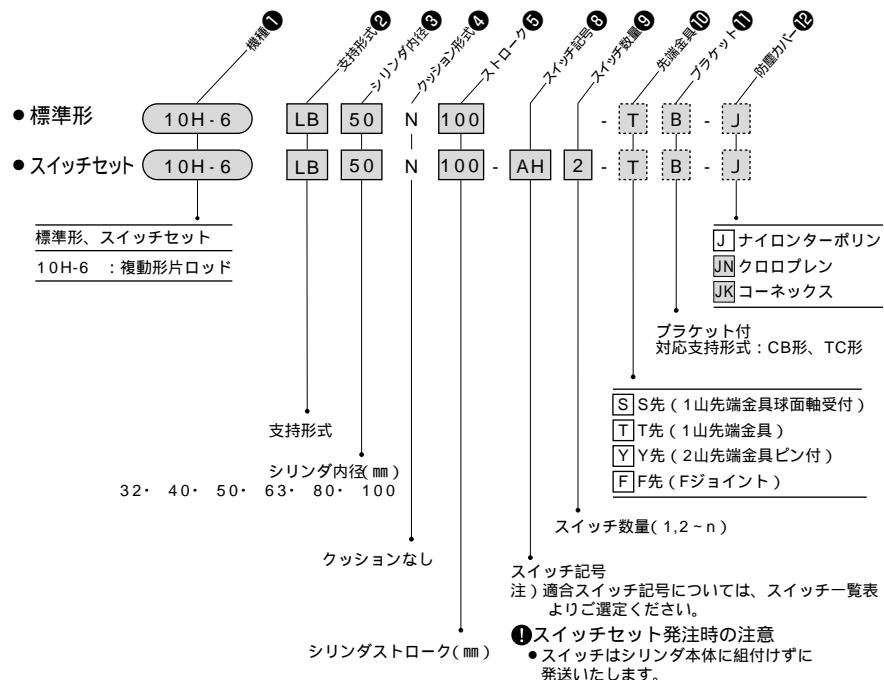 機種❶
支持形式❷
シリンダ内径❸
クッション形式❹
ストローク❺
スイッチ記号❽
スイッチ数量❾
先端金具❿
ブラケット⓫
防塵カバー⓬
●標準形 10H-6 LB 50 N 100 - T B - J
●スイッチセット 10H-6 LB 50 N 100 - AH 2 - T B - J
標準形、スイッチセット
10H-6 :複動形片ロッド
J ナイロンターポリン
JN クロロプレン
JK コーネックス
ブラケット付
対応支持形式:CB形、TC形
S S先(1山先端金具球面軸受付)
T T先(1山先端金具)
Y Y先(2山先端金具ピン付)
F F先(Fジョイント)
支持形式
シリンダ内径(㎜)
32・ 40・ 50・ 63・ 80・ 100
スイッチ数量(1,2~n)
クッションなし
スイッチ記号
注)適合スイッチ記号については、スイッチ一覧表
よりご選定ください。
シリンダストローク(㎜)
!スイッチセット発注時の注意
●スイッチはシリンダ本体に組付けずに
発送いたします。